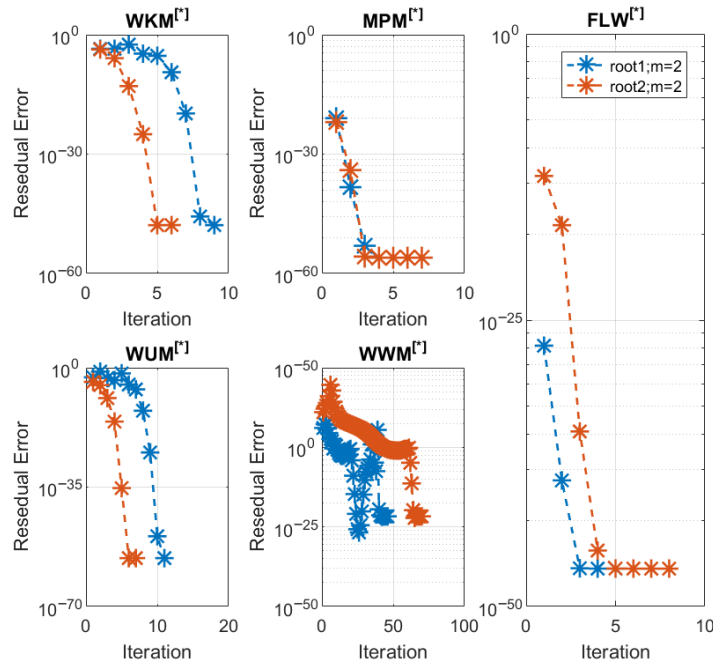 WKM[*]
10^0
10^-30
10^-60
0 5 10
Resedual Error
Iteration
MPM[*]
10^0
10^-30
10^-60
0 5 10
Resedual Error
Iteration
FLW[*]
10^-5
10^-25
10^-50
0 5 10
Resedual Error
Iteration
root1;m=2
root2;m=2
WUM[*]
10^0
10^-35
10^-70
0 10 20
Resedual Error
Iteration
WWM[*]
10^-50
10^0
10^-25
10^-50
0 50 100
Resedual Error
Iteration